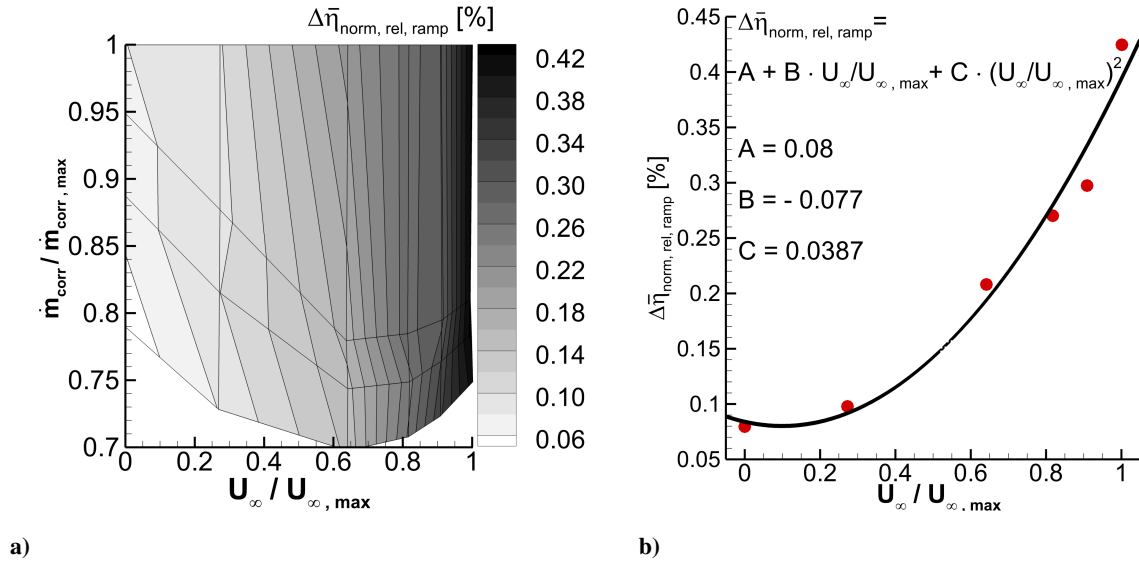 Δη̄norm, rel, ramp [%]
1
0.95
0.9
0.85
0.8
0.75
0.7
ṁcorr / ṁcorr, max
0 0.2 0.4 0.6 0.8 1
U∞ / U∞, max
0.42
0.38
0.34
0.30
0.26
0.22
0.18
0.14
0.10
0.06
a)
0.45
0.4
0.35
0.3
0.25
0.2
0.15
0.1
0.05
Δη̄norm, rel, ramp [%]
Δη̄norm, rel, ramp=
A + B · U∞/U∞, max+ C · (U∞/U∞, max)²
A = 0.08
B = - 0.077
C = 0.0387
0 0.2 0.4 0.6 0.8 1
U∞ / U∞. max
b)